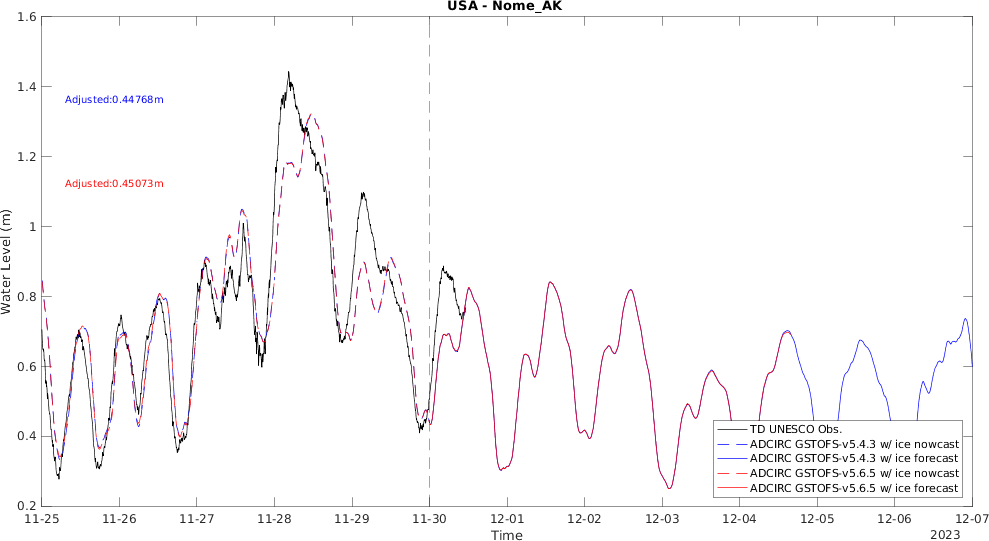 USA - Nome_AK
1.6
1.4
1.2
1
0.8
0.6
0.4
0.2
Water Level (m)
Adjusted:0.44768m
Adjusted:0.45073m
TD UNESCO Obs.
ADCIRC GSTOFS-v5.4.3 w/ ice nowcast
ADCIRC GSTOFS-v5.4.3 w/ ice forecast
ADCIRC GSTOFS-v5.6.5 w/ ice nowcast
ADCIRC GSTOFS-v5.6.5 w/ ice forecast
11-25 11-26 11-27 11-28 11-29 11-30 12-01 12-02 12-03 12-04 12-05 12-06 12-07
Time
2023